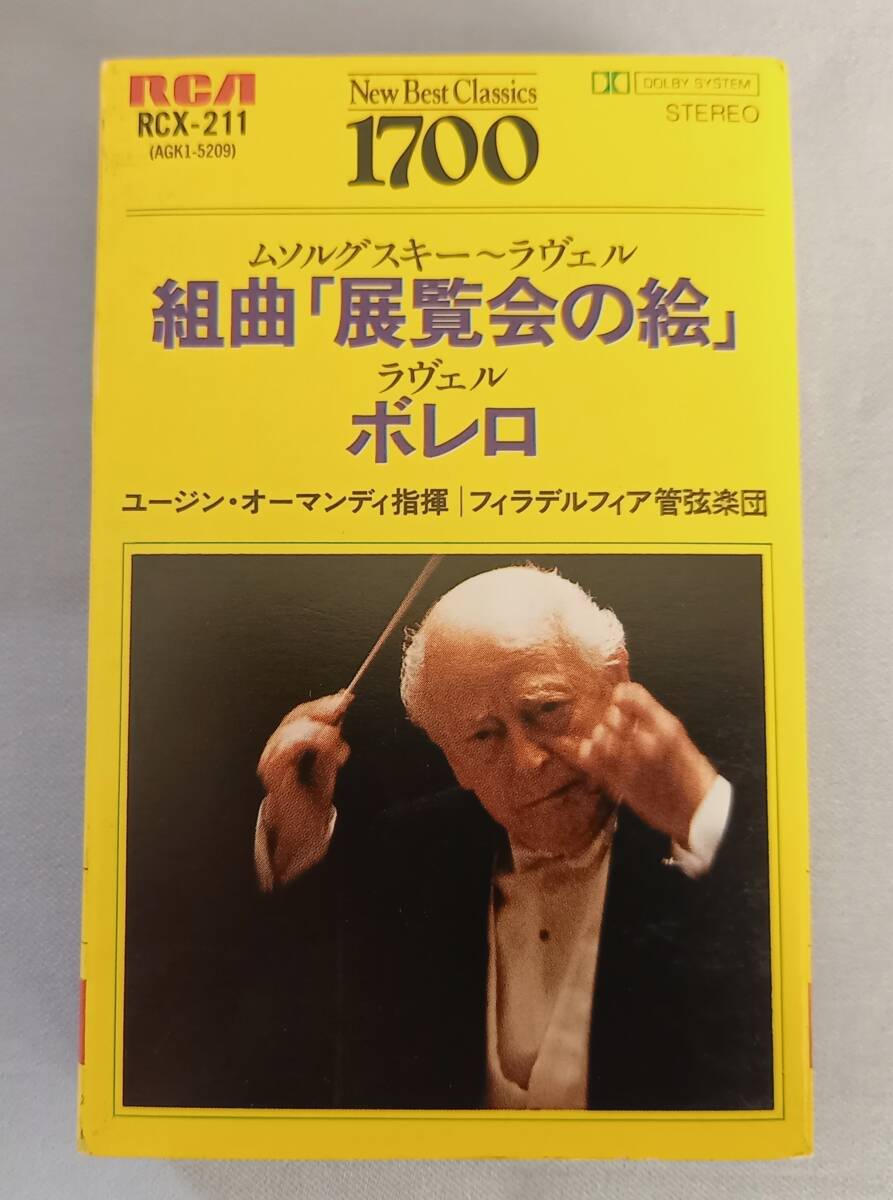 RCA
RCX-211
(AGK1-5209)
New Best Classics
1700
DOLBY SYSTEM
STEREO
ムソルグスキー〜ラヴェル
組曲「展覧会の絵」
ラヴェル
ボレロ
ユージン・オーマンディ指揮|フィラデルフィア管弦楽団